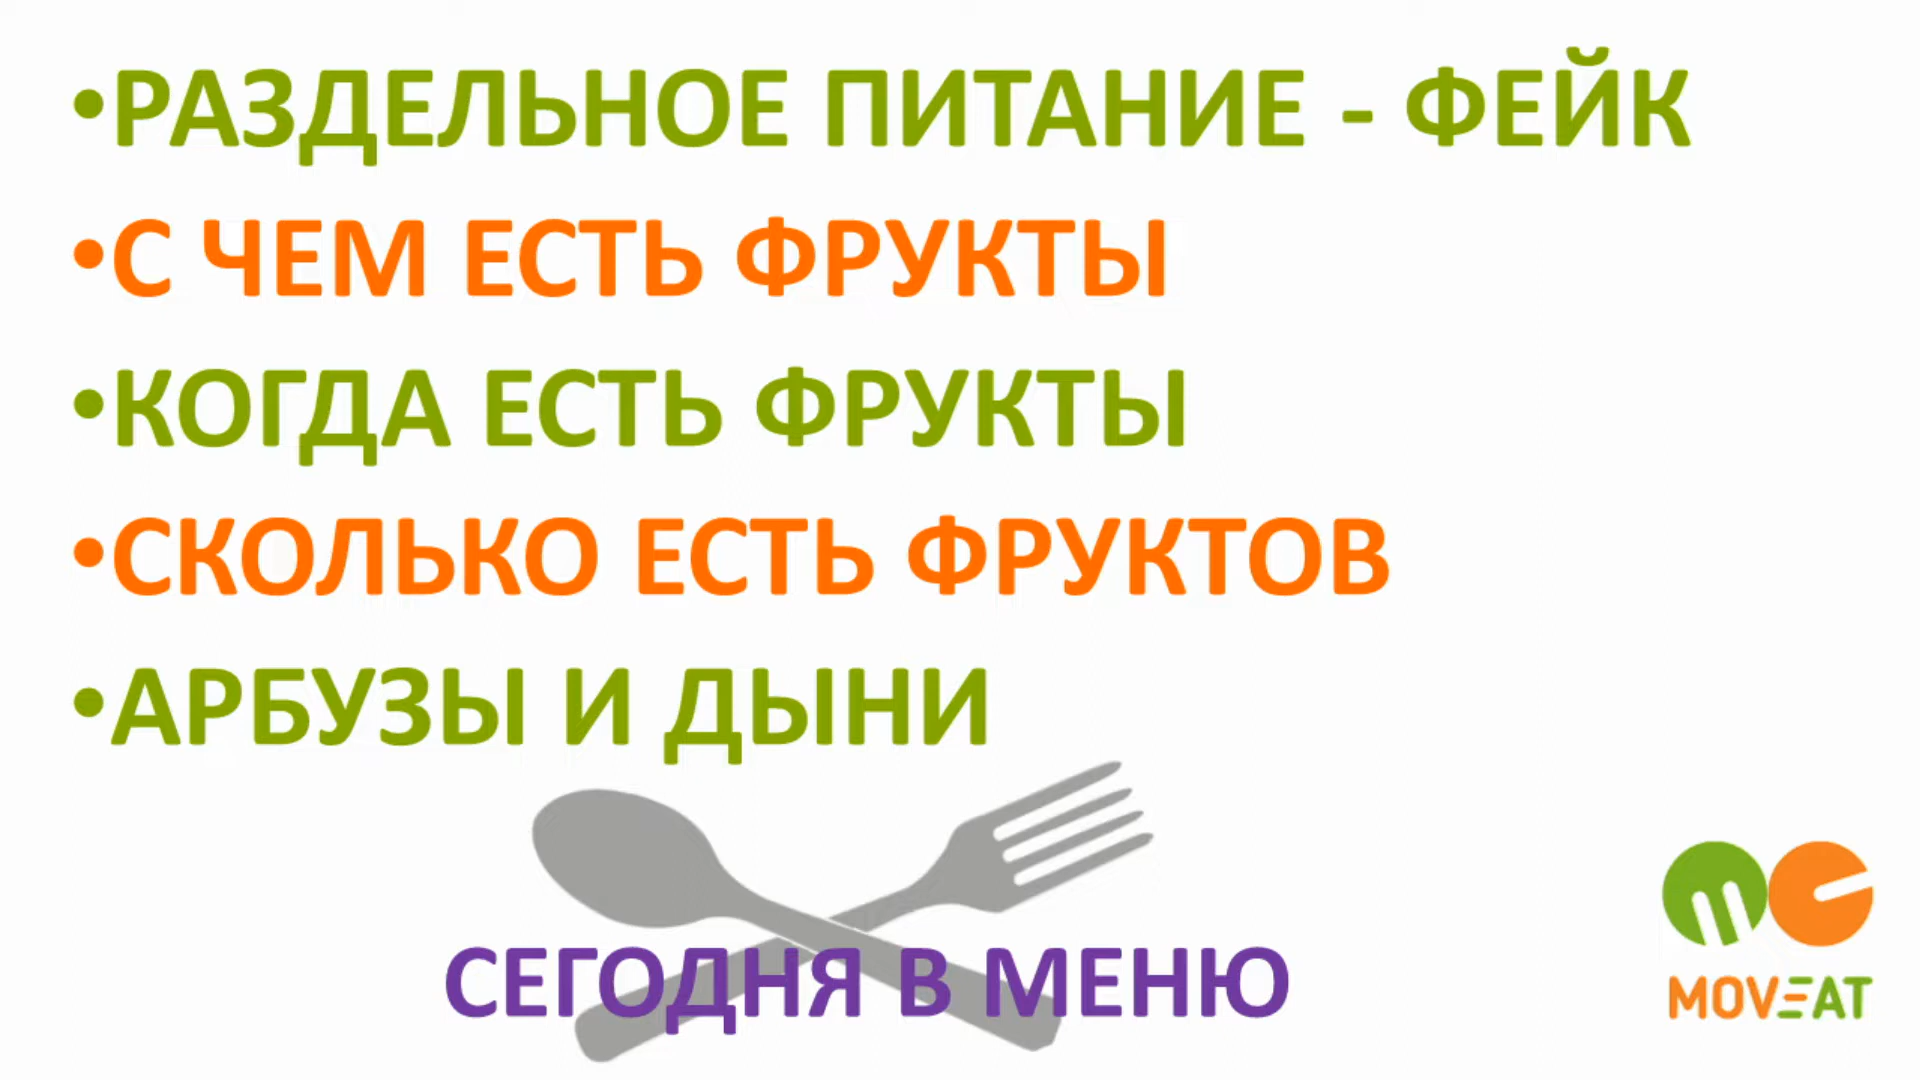 •РАЗДЕЛЬНОЕ ПИТАНИЕ - ФЕЙК
•С ЧЕМ ЕСТЬ ФРУКТЫ
•КОГДА ЕСТЬ ФРУКТЫ
•СКОЛЬКО ЕСТЬ ФРУКТОВ
•АРБУЗЫ И ДЫНИ
СЕГОДНЯ В МЕНЮ
MOVEAT